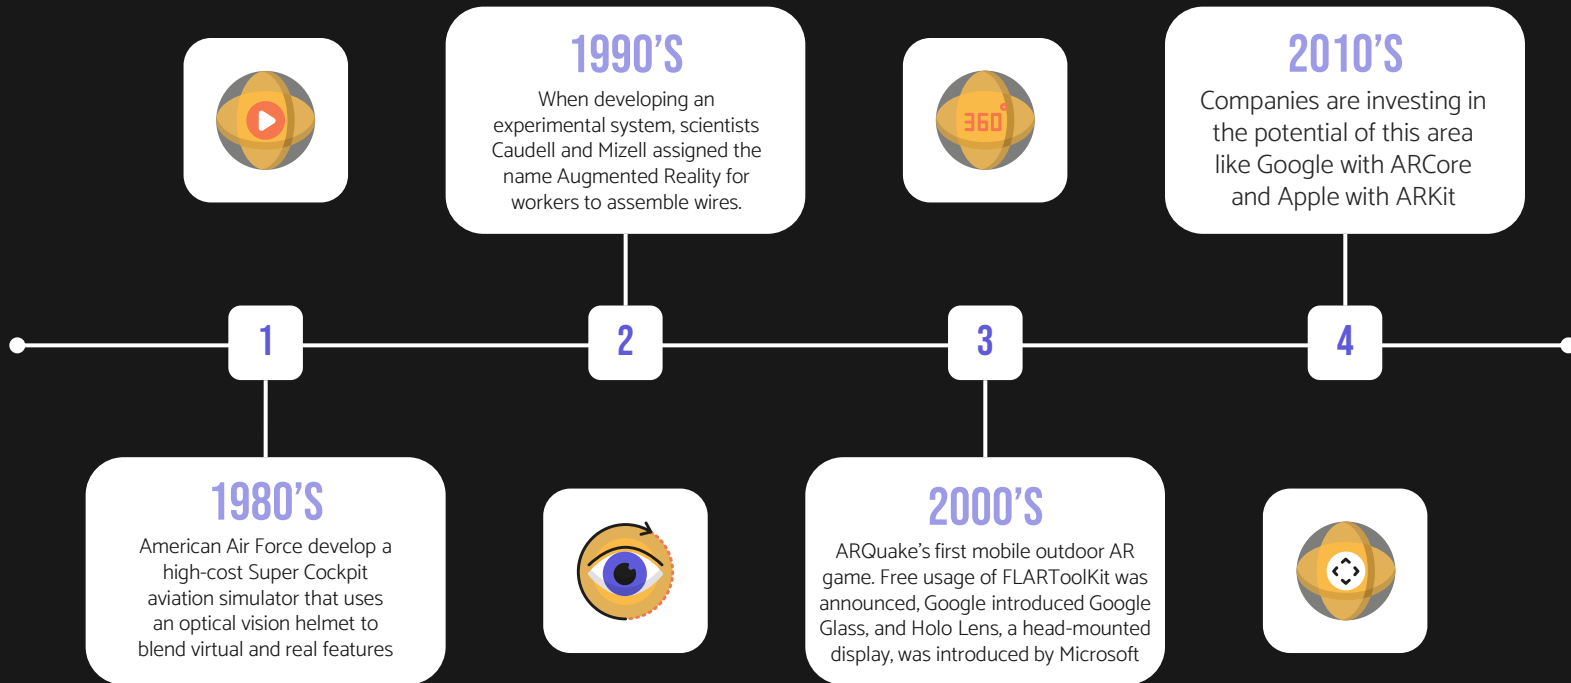 1990'S
When developing an
experimental system, scientists
Caudell and Mizell assigned the
name Augmented Reality for
workers to assemble wires.
360°
2010'S
Companies are investing in
the potential of this area
like Google with ARCore
and Apple with ARKit
1
2
3
4
1980'S
American Air Force develop a
high-cost Super Cockpit
aviation simulator that uses
an optical vision helmet to
blend virtual and real features
2000'S
ARQuake's first mobile outdoor AR
game. Free usage of FLARToolKit was
announced, Google introduced Google
Glass, and Holo Lens, a head-mounted
display, was introduced by Microsoft